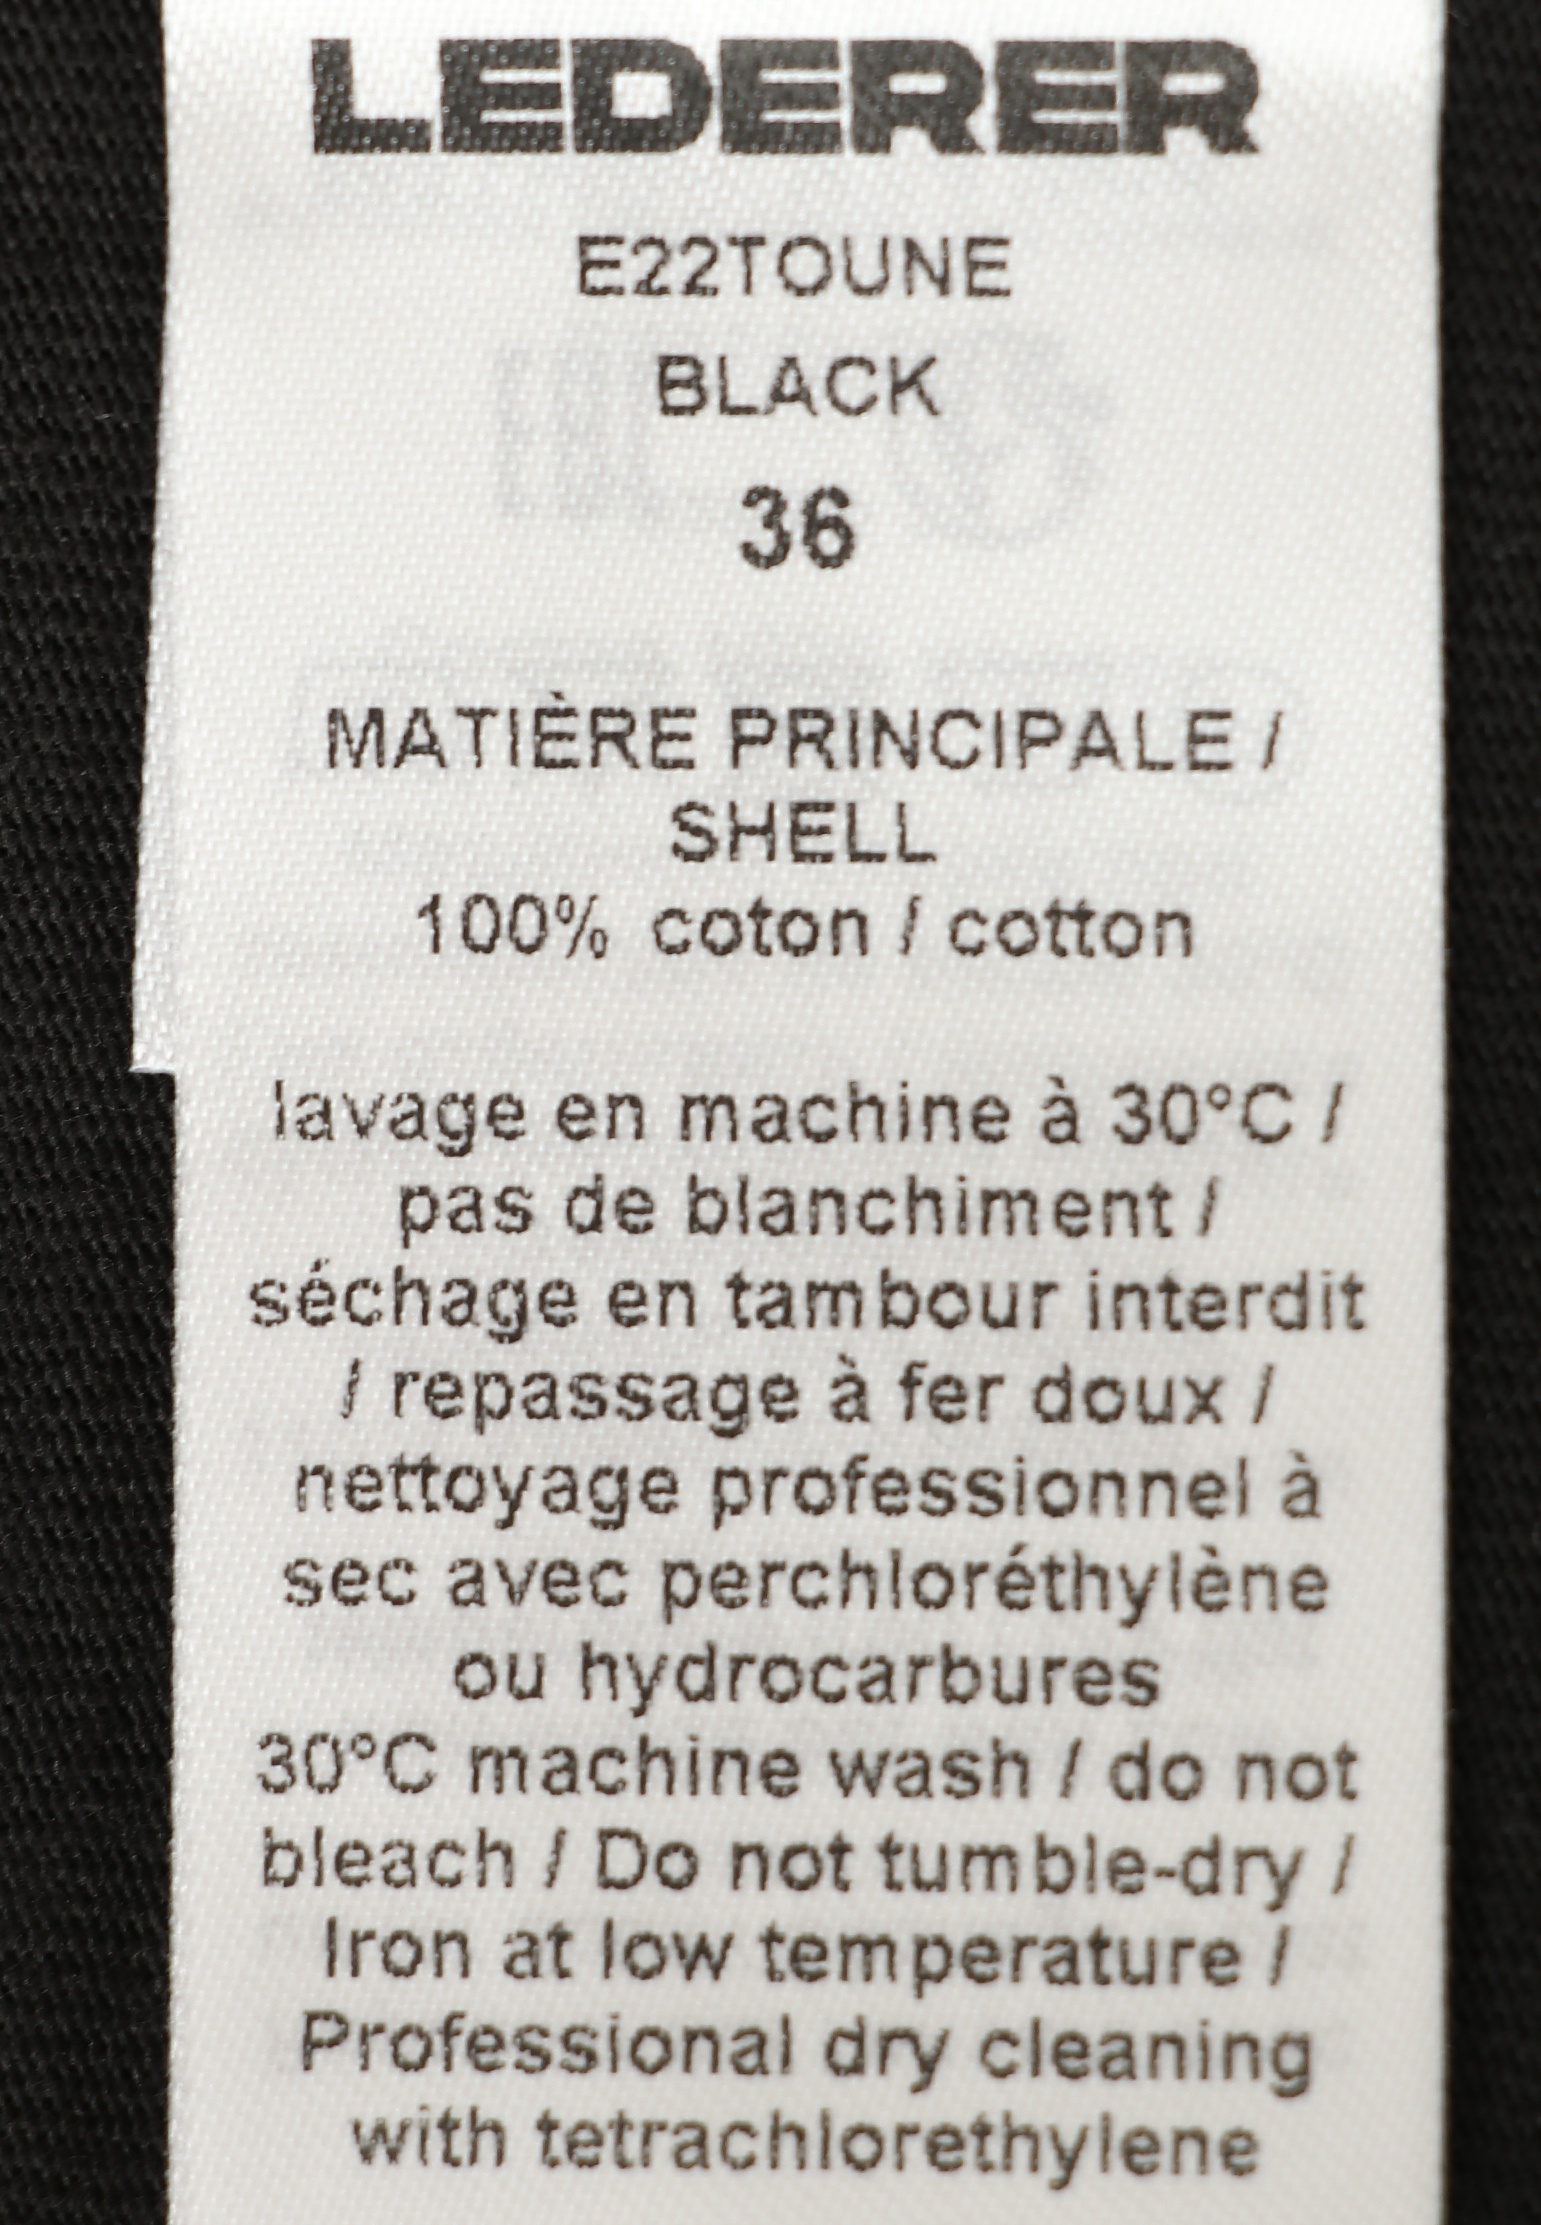 LEDERER
E22TOUNE
BLACK
36
MATIÈRE PRINCIPALE /
SHELL
100% coton / cotton
lavage en machine à 30°C /
pas de blanchiment /
séchage en tambour interdit
/ repassage à fer doux /
nettoyage professionnel à
sec avec perchloréthylène
ou hydrocarbures
30°C machine wash / do not
bleach / Do not tumble-dry /
Iron at low temperature /
Professional dry cleaning
with tetrachlorethylene